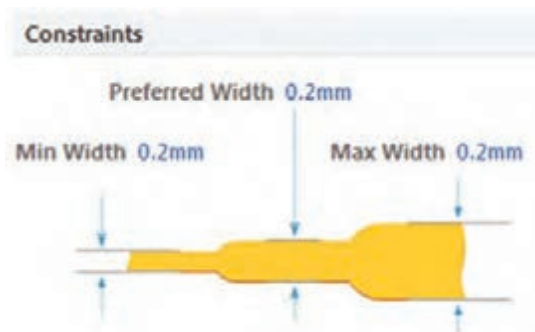 Constraints
Preferred Width 0.2mm
Min Width 0.2mm
Max Width 0.2mm